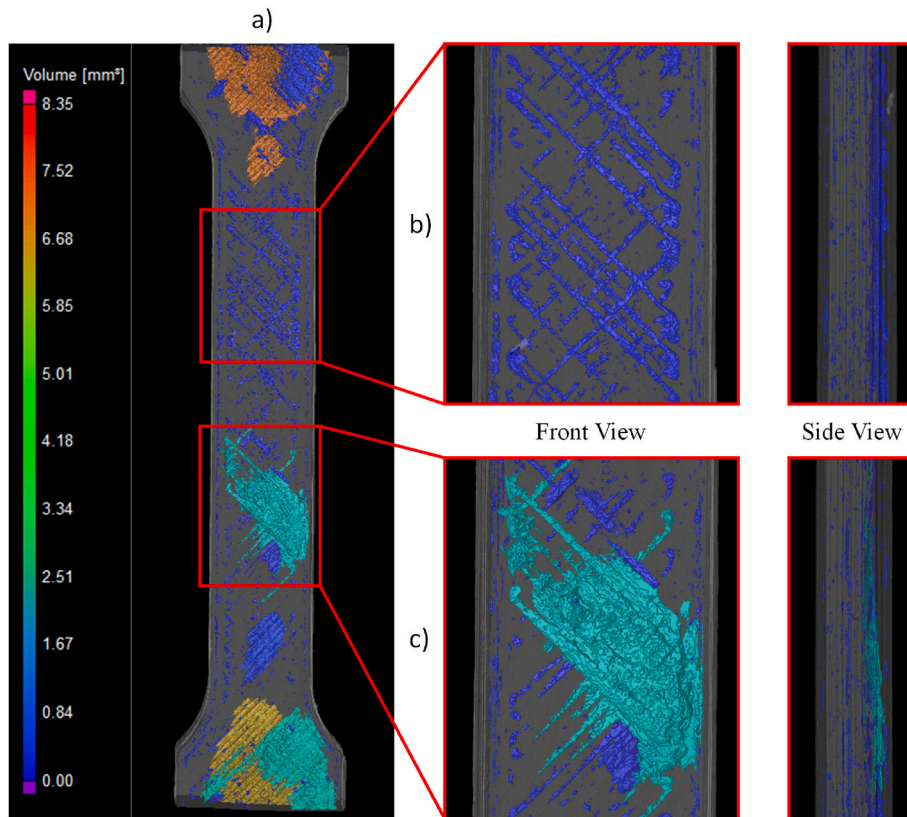 a)
Volume [mm³]
8.35
7.52
6.68
5.85
5.01
4.18
3.34
2.51
1.67
0.84
0.00
b)
Front View
Side View
c)